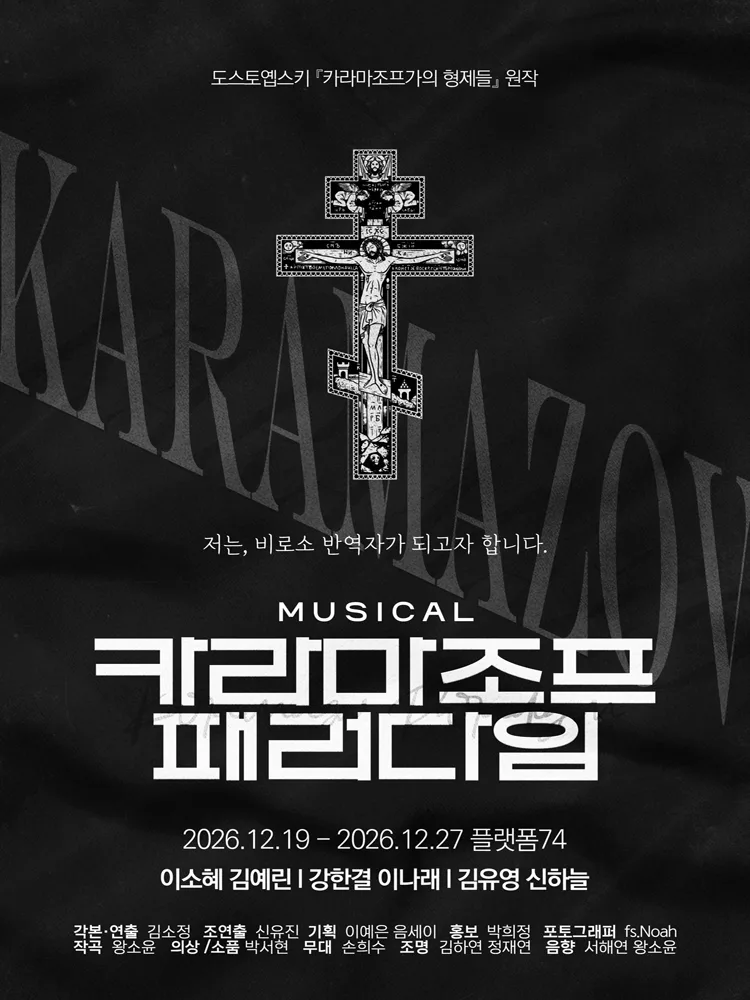 도스토옙스키 『카라마조프가의 형제들』 원작
KARAMAZOV
저는, 비로소 반역자가 되고자 합니다.
MUSICAL
카라마조프
패러다임
2026.12.19 – 2026.12.27 플랫폼74
이소혜 김예린 | 강한결 이나래 | 김유영 신하늘
각본·연출 김소정 조연출 신유진 기획 이예은 음세이 홍보 박희정 포토그래퍼 fs.Noah
작곡 왕소윤 의상 /소품 박서현 무대 손희수 조명 김하연 정재연 음향 서해연 왕소윤